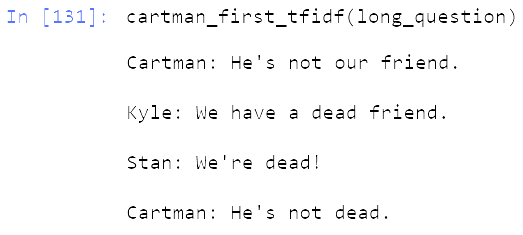 In [131]: cartman_first_tfidf(long_question)
Cartman: He's not our friend.
Kyle: We have a dead friend.
Stan: We're dead!
Cartman: He's not dead.